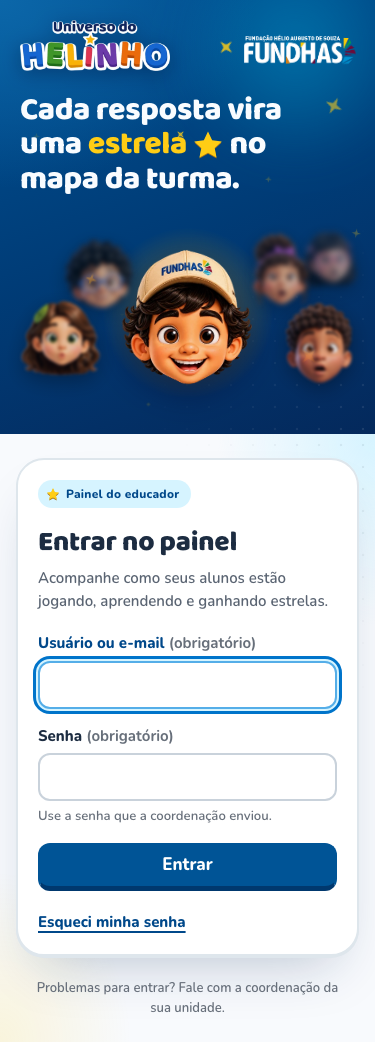 Universo do
HELINHO
FUNDAÇÃO HÉLIO AUGUSTO DE SOUZA
FUNDHAS
Cada resposta vira
uma estrela ⭐ no
mapa da turma.
FUNDHAS
Painel do educador
Entrar no painel
Acompanhe como seus alunos estão
jogando, aprendendo e ganhando estrelas.
Usuário ou e-mail (obrigatório)
Senha (obrigatório)
Use a senha que a coordenação enviou.
Entrar
Esqueci minha senha
Problemas para entrar? Fale com a coordenação da
sua unidade.